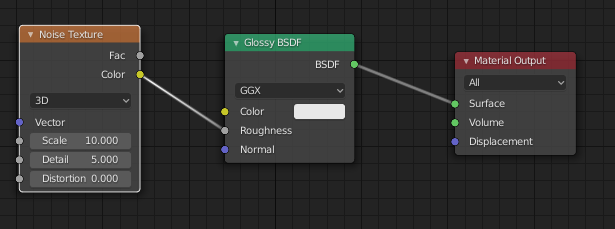 Noise Texture
Fac
Color
3D
Vector
Scale 10.000
Detail 5.000
Distortion 0.000
Glossy BSDF
BSDF
GGX
Color
Roughness
Normal
Material Output
All
Surface
Volume
Displacement